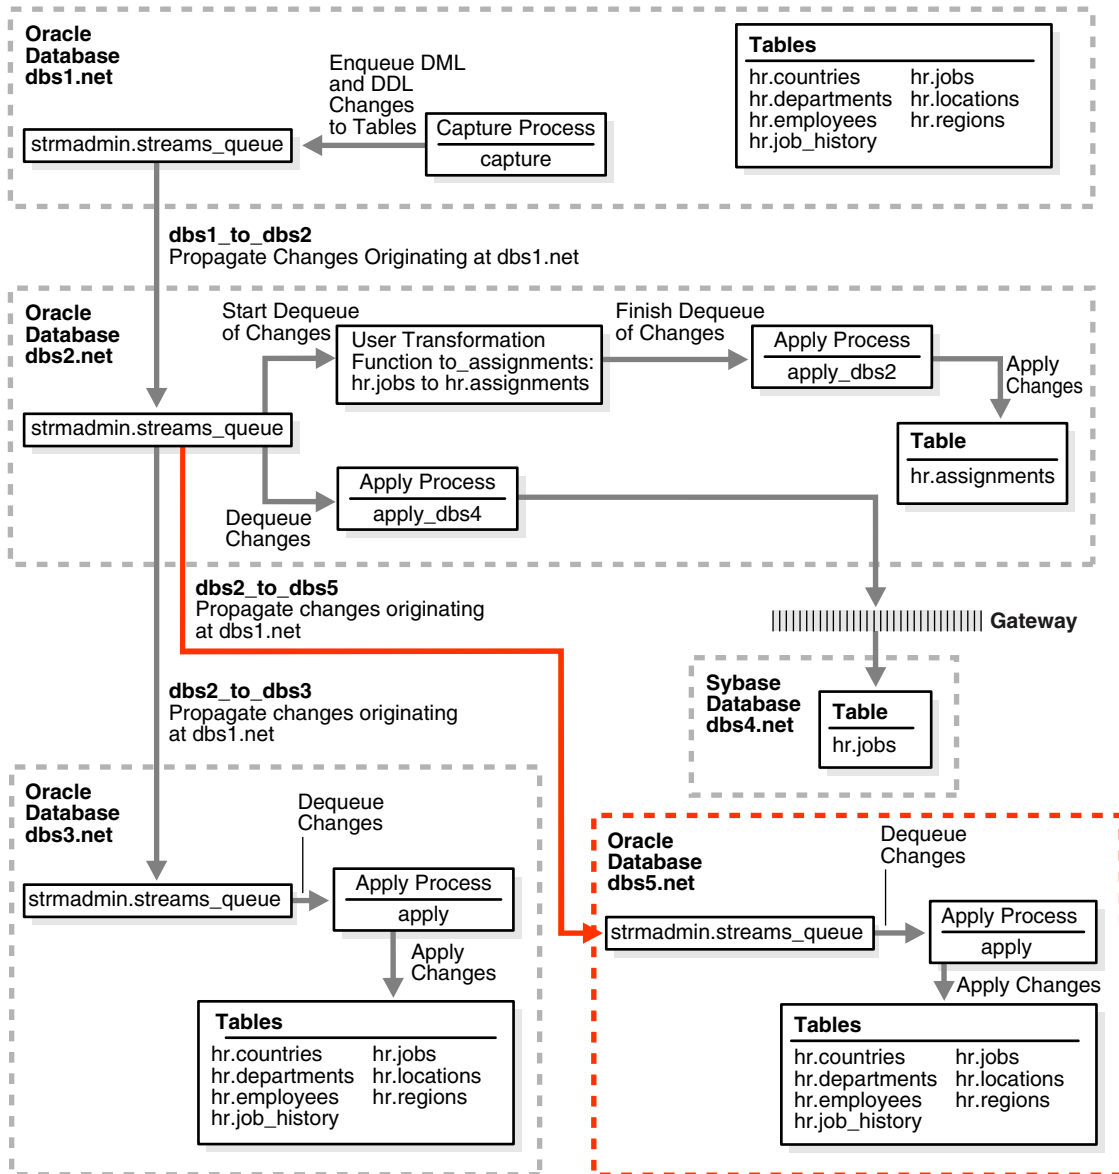 Oracle
Database
dbs1.net
Enqueue DML
and DDL
Changes
to Tables
strmadmin.streams_queue
Capture Process
capture
Tables
hr.countries hr.jobs
hr.departments hr.locations
hr.employees hr.regions
hr.job_history
dbs1_to_dbs2
Propagate Changes Originating at dbs1.net
Oracle
Database
dbs2.net
Start Dequeue
of Changes
User Transformation
Function to_assignments:
hr.jobs to hr.assignments
Finish Dequeue
of Changes
Apply Process
apply_dbs2
Apply
Changes
strmadmin.streams_queue
Table
hr.assignments
Dequeue
Changes
Apply Process
apply_dbs4
dbs2_to_dbs5
Propagate changes originating
at dbs1.net
Gateway
dbs2_to_dbs3
Propagate changes originating
at dbs1.net
Sybase
Database
dbs4.net
Table
hr.jobs
Oracle
Database
dbs3.net
Dequeue
Changes
strmadmin.streams_queue
Apply Process
apply
Apply
Changes
Tables
hr.countries hr.jobs
hr.departments hr.locations
hr.employees hr.regions
hr.job_history
Oracle
Database
dbs5.net
Dequeue
Changes
strmadmin.streams_queue
Apply Process
apply
Apply Changes
Tables
hr.countries hr.jobs
hr.departments hr.locations
hr.employees hr.regions
hr.job_history